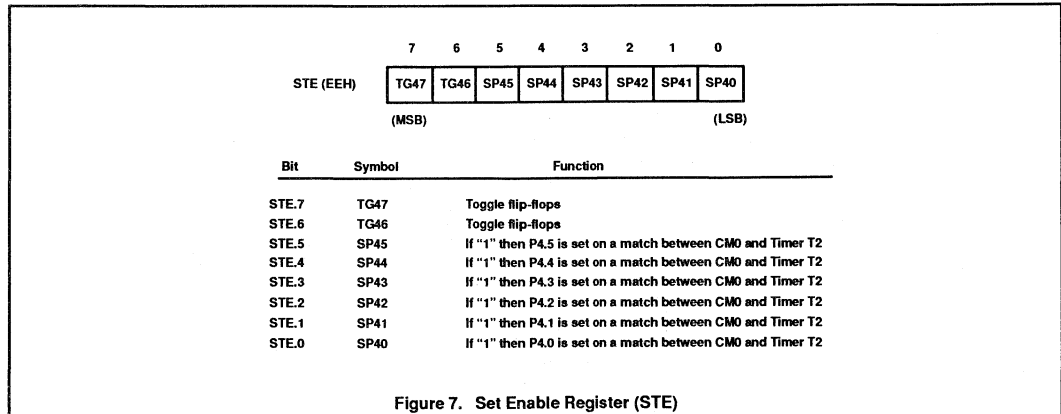 7 6 5 4 3 2 1 0
STE (EEH) TG47 TG46 SP45 SP44 SP43 SP42 SP41 SP40
(MSB) (LSB)
Bit Symbol Function
STE.7 TG47 Toggle flip-flops
STE.6 TG46 Toggle flip-flops
STE.5 SP45 If "1" then P4.5 is set on a match between CM0 and Timer T2
STE.4 SP44 If "1" then P4.4 is set on a match between CM0 and Timer T2
STE.3 SP43 If "1" then P4.3 is set on a match between CM0 and Timer T2
STE.2 SP42 If "1" then P4.2 is set on a match between CM0 and Timer T2
STE.1 SP41 If "1" then P4.1 is set on a match between CM0 and Timer T2
STE.0 SP40 If "1" then P4.0 is set on a match between CM0 and Timer T2
Figure 7. Set Enable Register (STE)